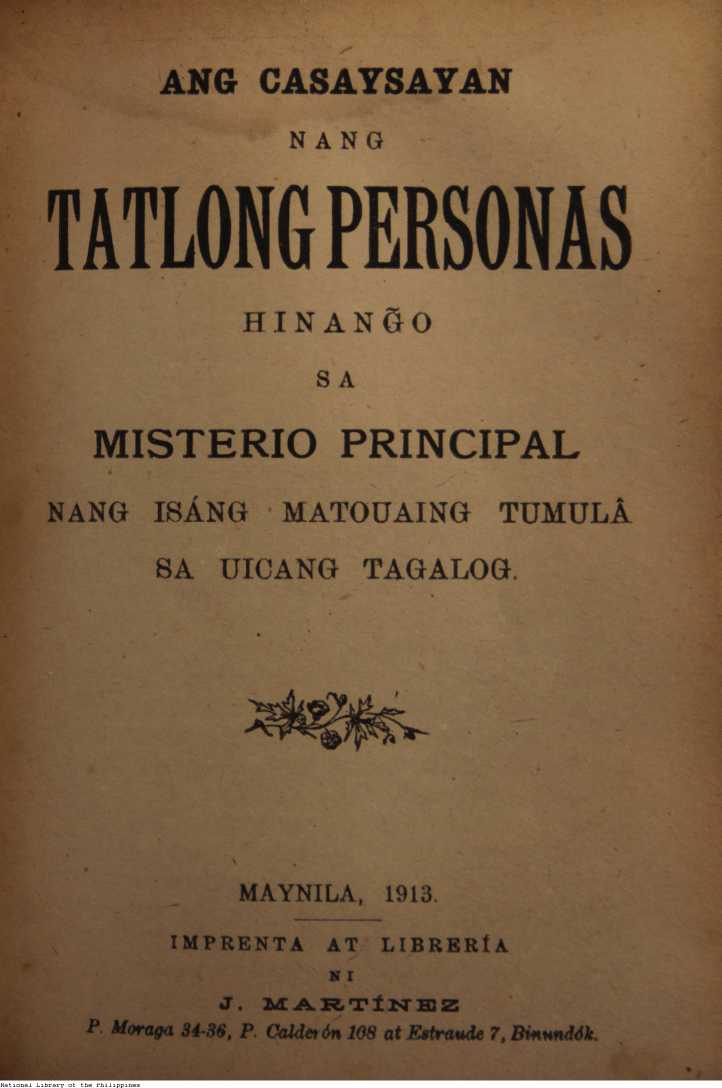 ANG CASAYSAYAN
NANG
TATLONG PERSONAS
HINANG̃O
SA
MISTERIO PRINCIPAL
NANG ISÁNG MATOUAING TUMULÂ
SA UICANG TAGALOG.
MAYNILA, 1913.
IMPRENTA AT LIBRERÍA
NI
J. MARTÍNEZ
P. Moraga 34-36, P. Calderón 108 at Estraude 7, Binundók.
National Library of the Philippines